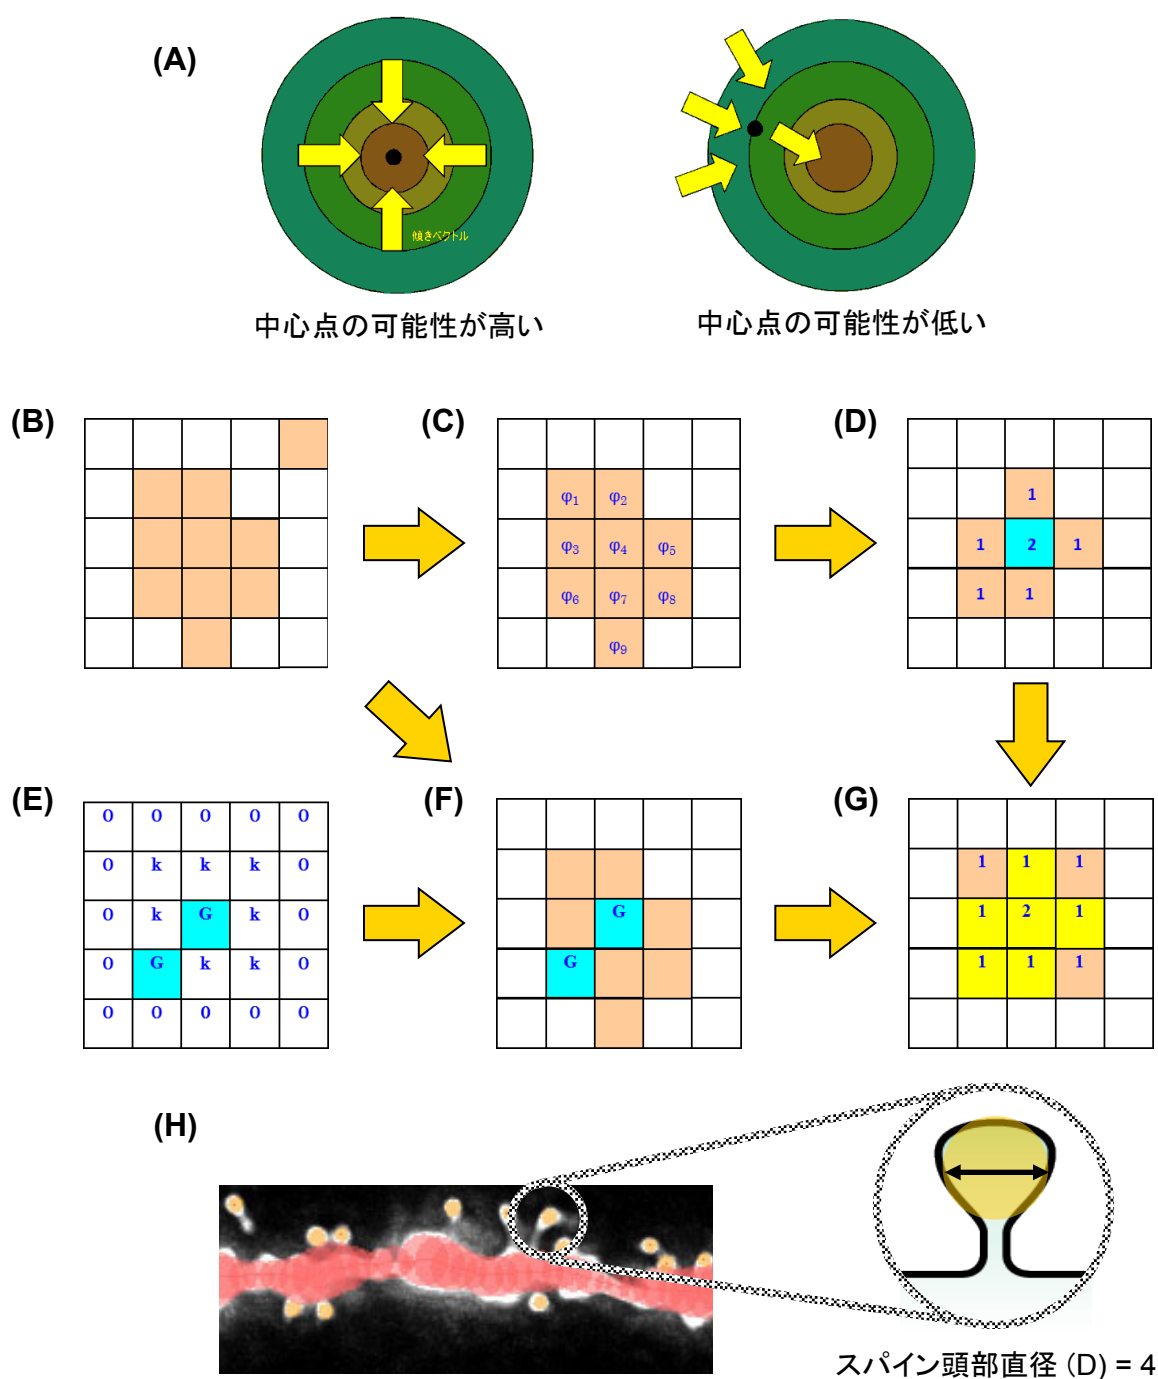 (A)
傾きベクトル
中心点の可能性が高い
中心点の可能性が低い
(B)
(C)
φ1 φ2
φ3 φ4 φ5
φ6 φ7 φ8
φ9
(D)
1
1 2 1
1 1
(E)
0 0 0 0 0
0 k k k 0
0 k G k 0
0 G k k 0
0 0 0 0 0
(F)
G
G
(G)
1 1 1
1 2 1
1 1 1
(H)
スパイン頭部直径 (D) = 4